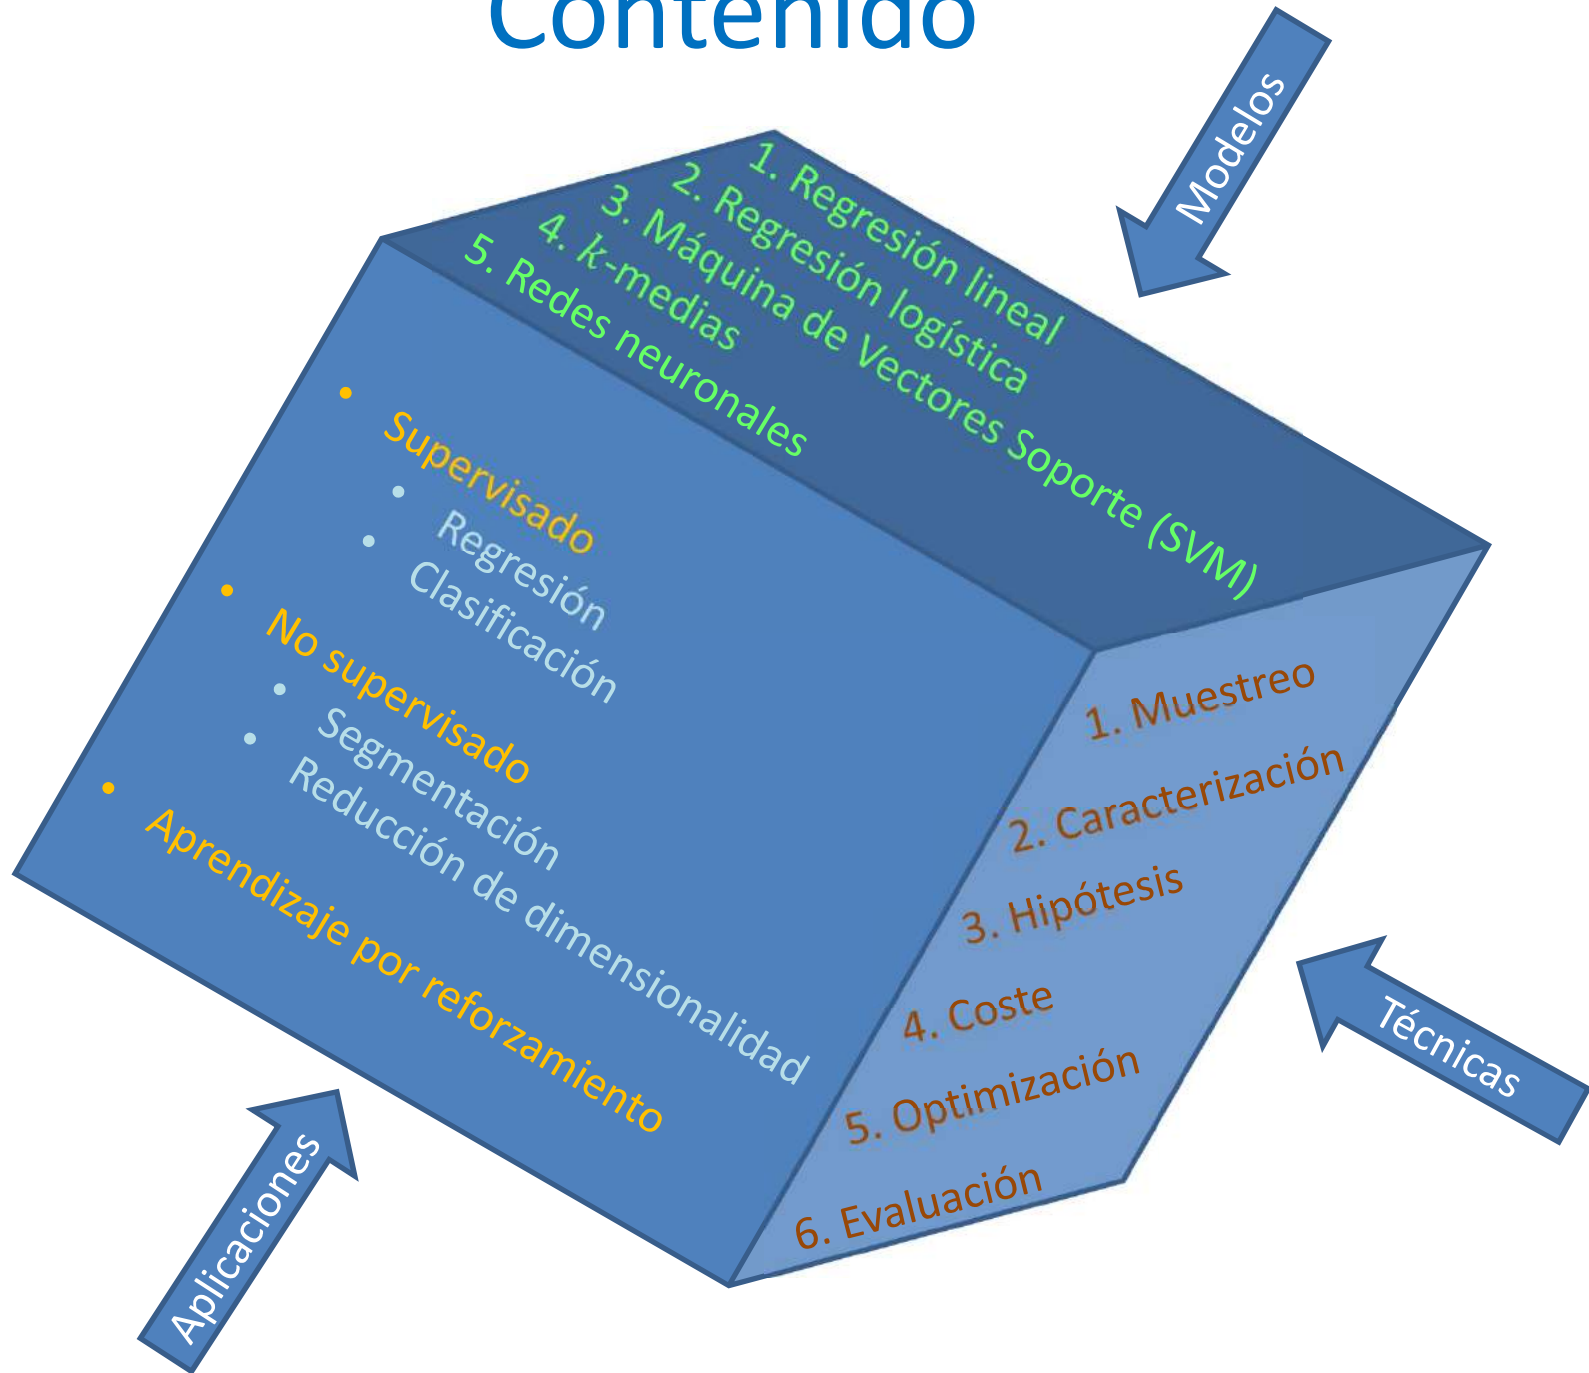 Contenido
Modelos
1. Regresión lineal
2. Regresión logística
3. Máquina de Vectores Soporte (SVM)
4. k-medias
5. Redes neuronales
• Supervisado
• Regresión
• Clasificación
• No supervisado
• Segmentación
• Reducción de dimensionalidad
• Aprendizaje por reforzamiento
1. Muestreo
2. Caracterización
3. Hipótesis
4. Coste
5. Optimización
6. Evaluación
Técnicas
Aplicaciones